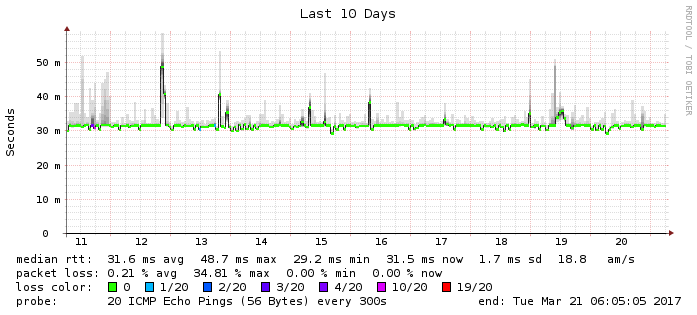 Last 10 Days
RRDTOOL / TOBI OETIKER
Seconds
50 m
40 m
30 m
20 m
10 m
0
11 12 13 14 15 16 17 18 19 20
median rtt: 31.6 ms avg 48.7 ms max 29.2 ms min 31.5 ms now 1.7 ms sd 18.8 am/s
packet loss: 0.21 % avg 34.81 % max 0.00 % min 0.00 % now
loss color: 0 1/20 2/20 3/20 4/20 10/20 19/20
probe: 20 ICMP Echo Pings (56 Bytes) every 300s end: Tue Mar 21 06:05:05 2017